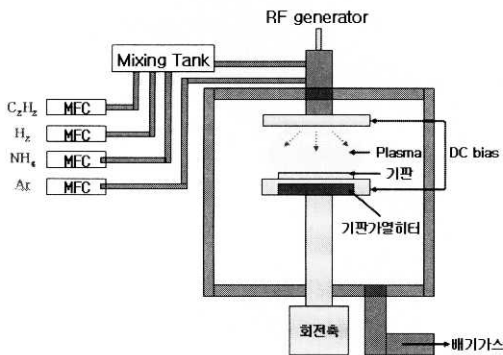 RF generator
Mixing Tank
C₂H₂ MFC
H₂ MFC
NH₄ MFC
Ar MFC
Plasma
DC bias
기판
기판가열히터
회전축
배기가스